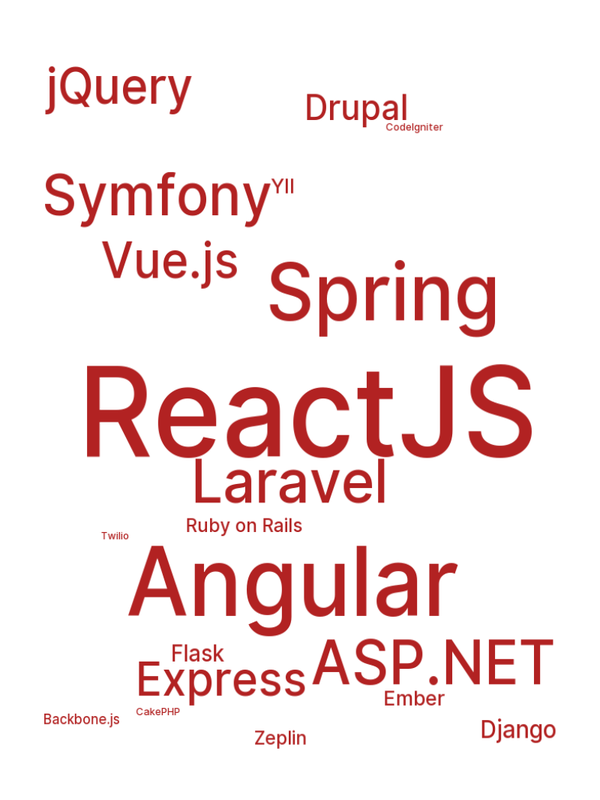 jQuery
Drupal
CodeIgniter
Symfony
YII
Vue.js
Spring
ReactJS
Laravel
Ruby on Rails
Twilio
Angular
Flask
ASP.NET
Express
Ember
CakePHP
Backbone.js
Django
Zeplin